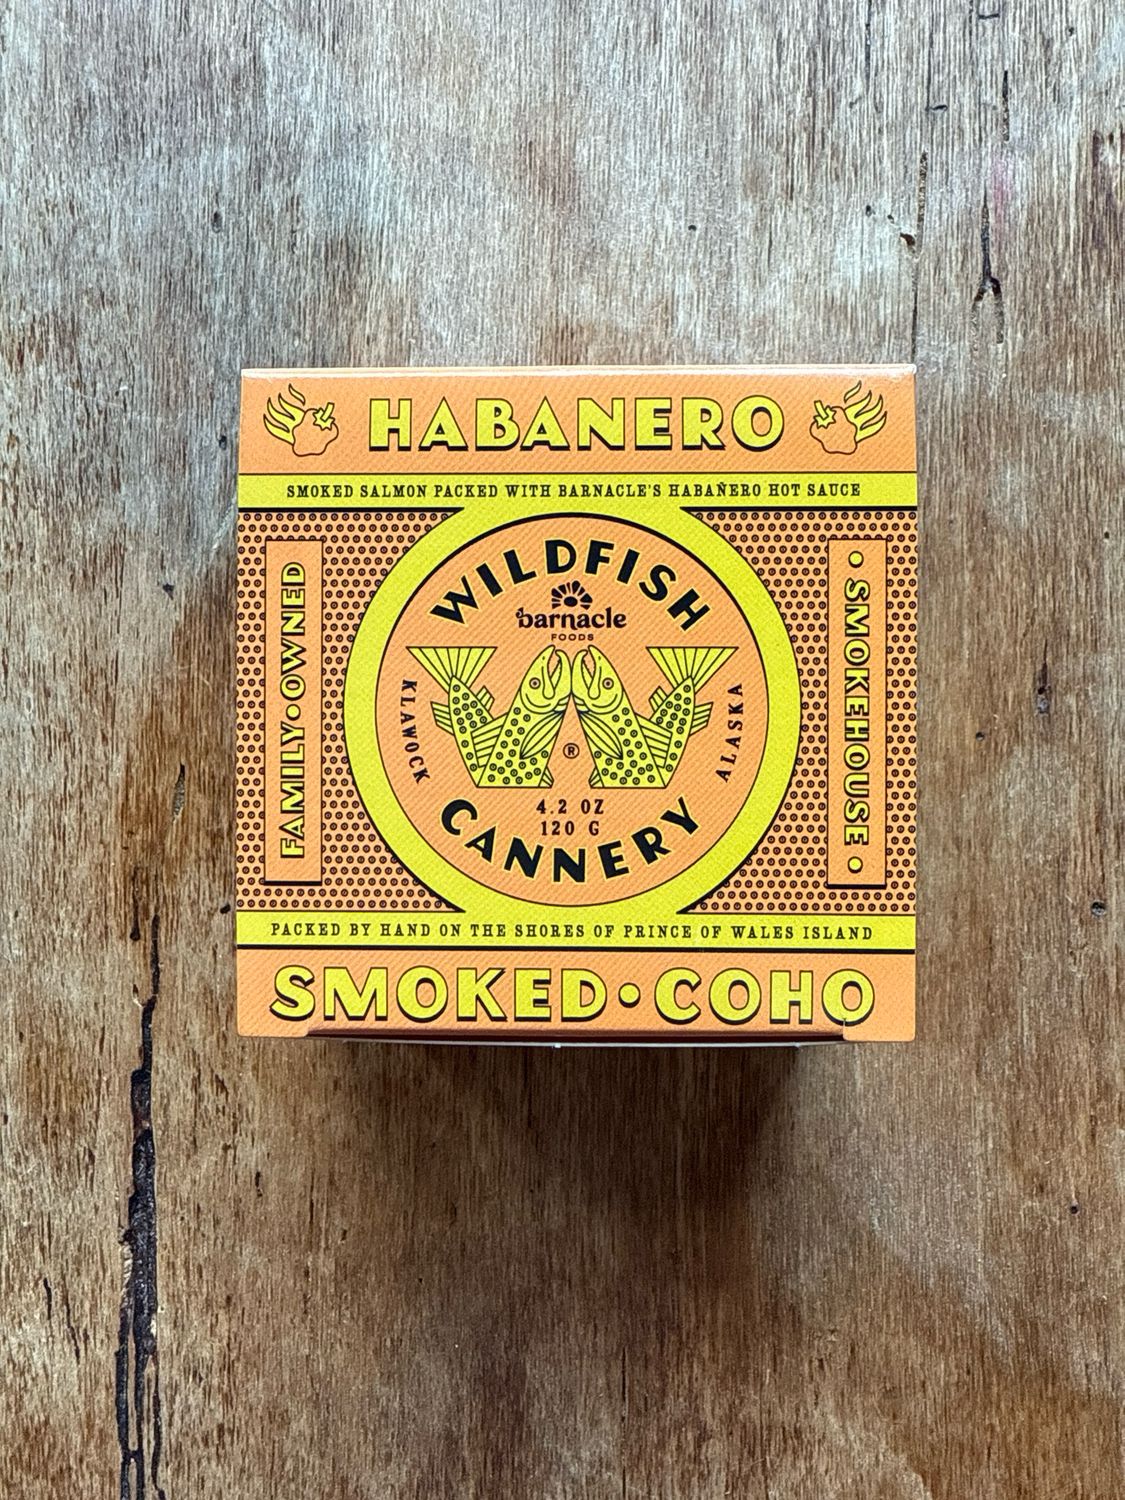 HABANERO
SMOKED SALMON PACKED WITH BARNACLE'S HABAÑERO HOT SAUCE
FAMILY•OWNED
WILDFISH
barnacle
FOODS
KLAWOCK
ALASKA
®
4.2 OZ
120 G
CANNERY
• SMOKEHOUSE •
PACKED BY HAND ON THE SHORES OF PRINCE OF WALES ISLAND
SMOKED•COHO